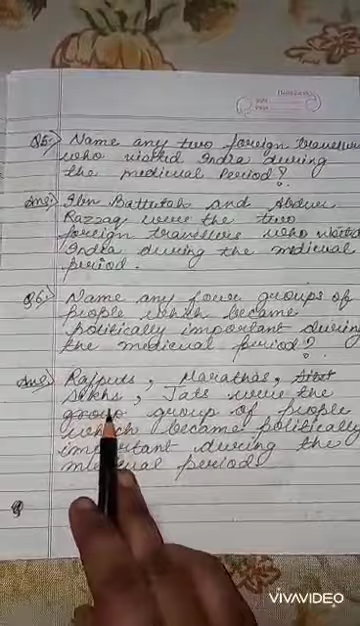 Q5:) Name any two foreign travellers
who visited India during
the medieval Period?
Ans:) Ibn Battutah and Abdur
Razzaq were the two
foreign travellers who visited
India during the medieval
period.
Q6:) Name any four groups of
people which became
politically important during
the medieval period?
Ans:) Rajputs, Marathas,
Sikhs, Jats were the
group group of people
which became politically
important during the
medieval period
VIVAVIDEO